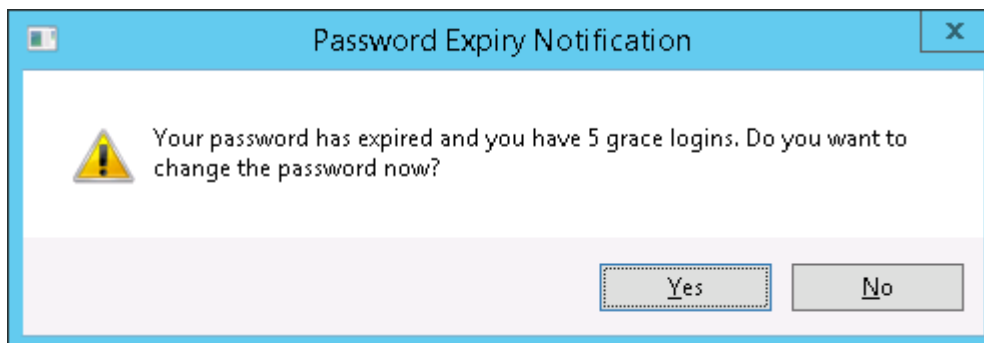 Password Expiry Notification
x
Your password has expired and you have 5 grace logins. Do you want to
change the password now?
Yes
No